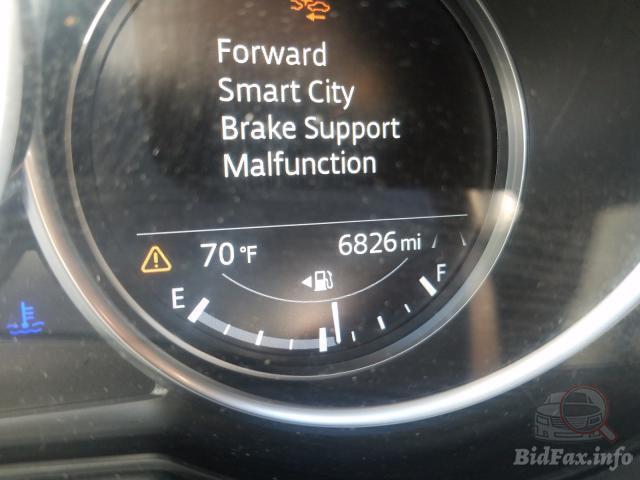 Forward
Smart City
Brake Support
Malfunction
70 °F 6826 mi
E F
BidFax.info